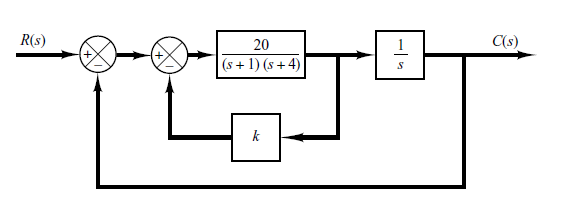 R(s)
+
−
+
−
20
(s + 1) (s + 4)
1
s
C(s)
k